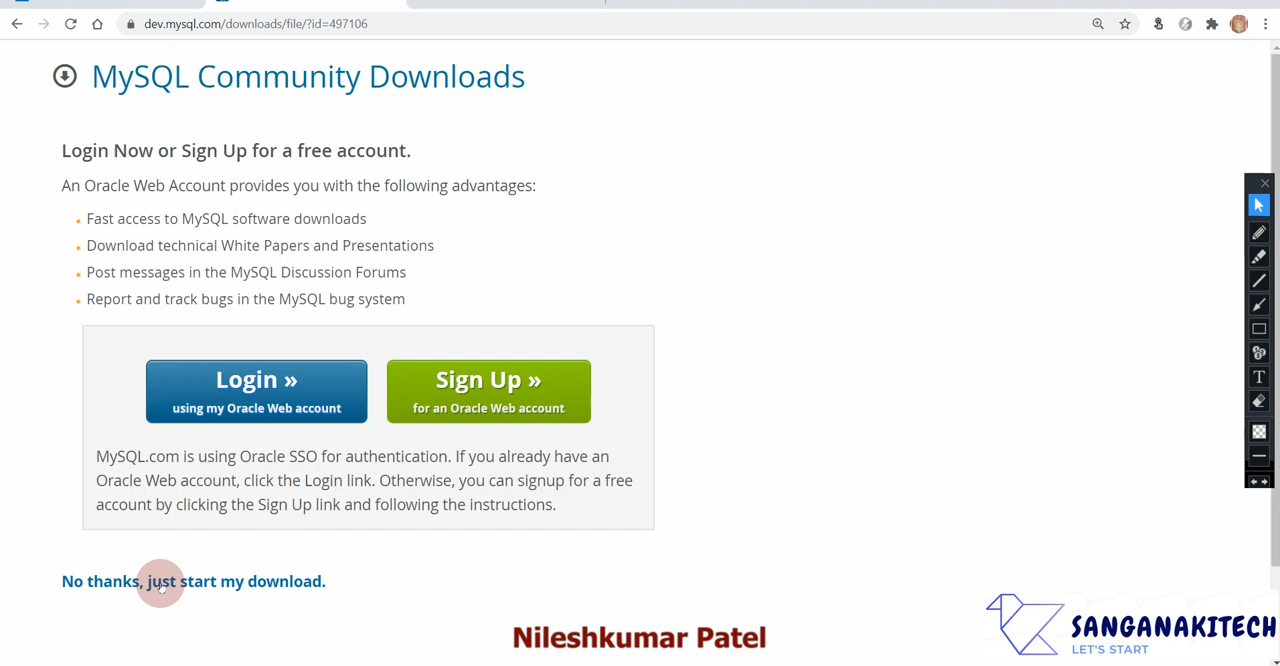 dev.mysql.com/downloads/file/?id=497106
MySQL Community Downloads
Login Now or Sign Up for a free account.
An Oracle Web Account provides you with the following advantages:
Fast access to MySQL software downloads
Download technical White Papers and Presentations
Post messages in the MySQL Discussion Forums
Report and track bugs in the MySQL bug system
Login »
using my Oracle Web account
Sign Up »
for an Oracle Web account
MySQL.com is using Oracle SSO for authentication. If you already have an
Oracle Web account, click the Login link. Otherwise, you can signup for a free
account by clicking the Sign Up link and following the instructions.
No thanks, just start my download.
Nileshkumar Patel
SANGANAKITECH
LET'S START
T